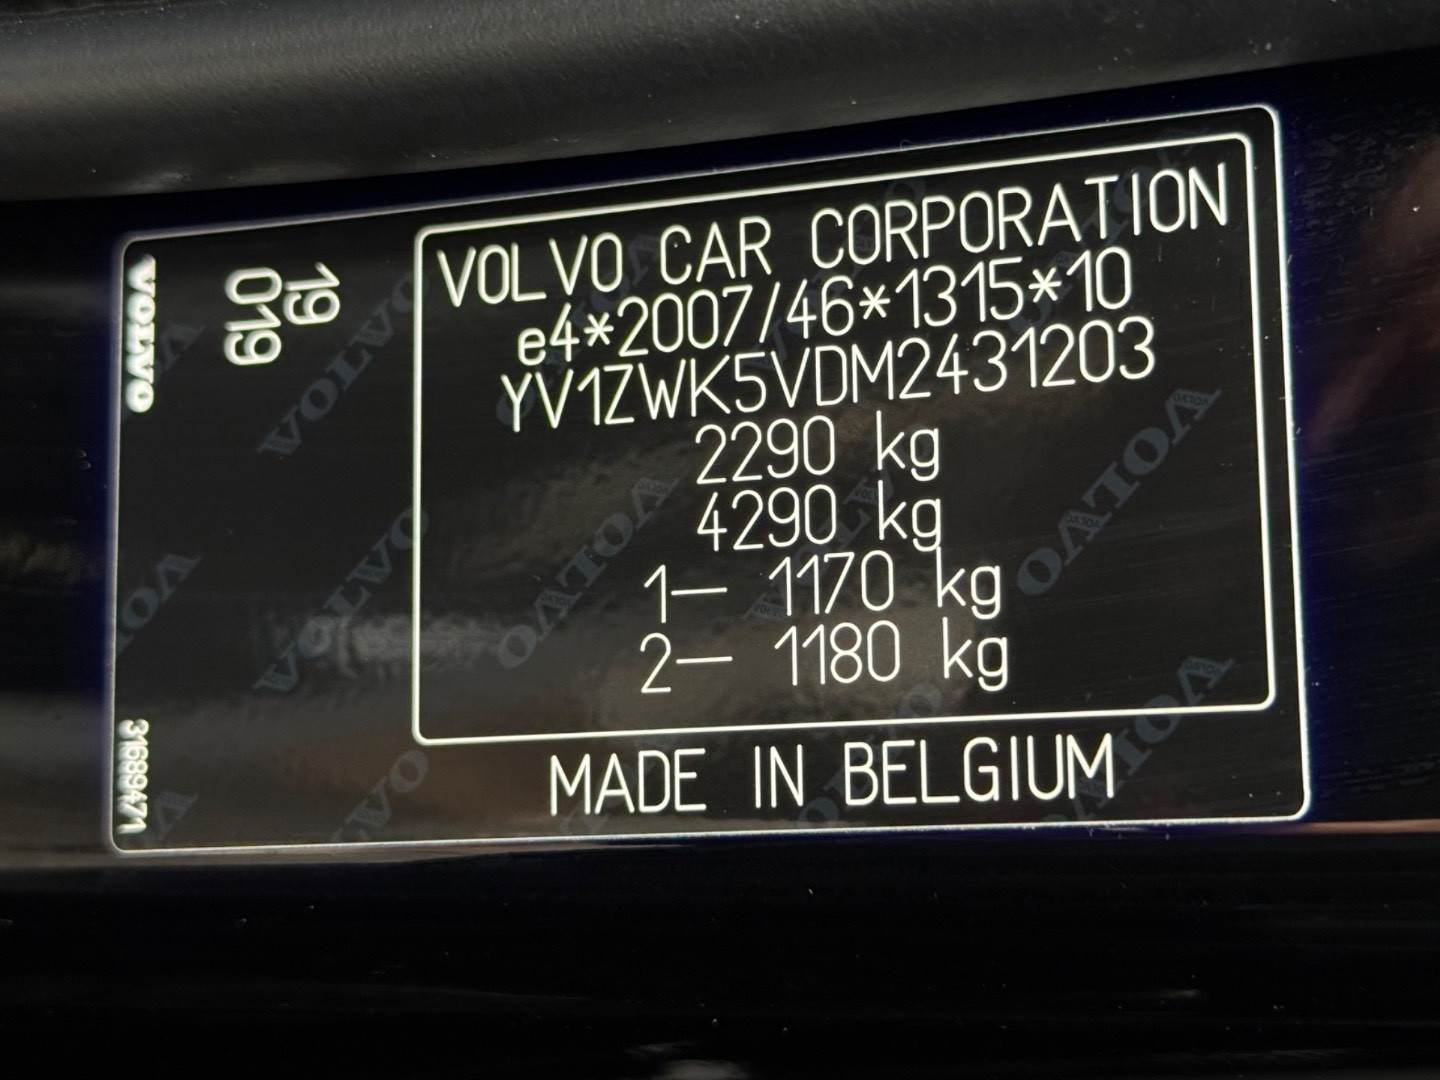 VOLVO
19
019
31689471
VOLVO CAR CORPORATION
e4*2007/46*1315*10
YV1ZWK5VDM2431203
2290 kg
4290 kg
1— 1170 kg
2— 1180 kg
MADE IN BELGIUM